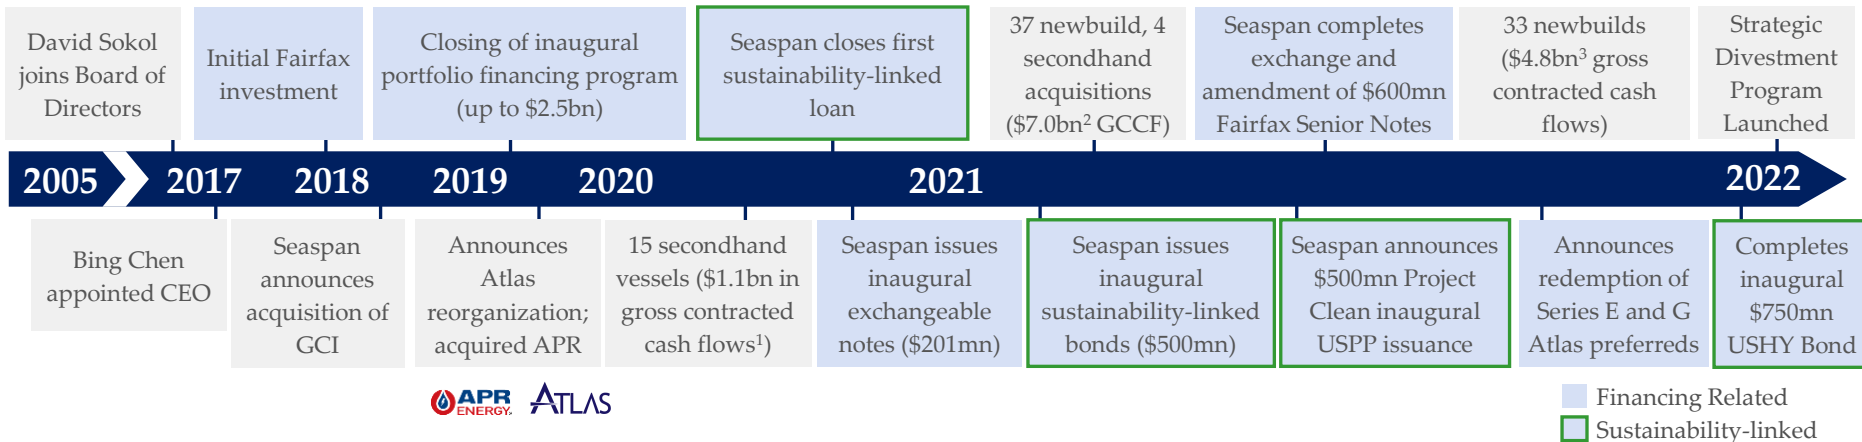 David Sokol
joins Board of
Directors
Initial Fairfax
investment
Closing of inaugural
portfolio financing program
(up to $2.5bn)
Seaspan closes first
sustainability-linked
loan
37 newbuild, 4
secondhand
acquisitions
($7.0bn² GCCF)
Seaspan completes
exchange and
amendment of $600mn
Fairfax Senior Notes
33 newbuilds
($4.8bn³ gross
contracted cash
flows)
Strategic
Divestment
Program
Launched
2005 2017 2018 2019 2020 2021 2022
Bing Chen
appointed CEO
Seaspan
announces
acquisition of
GCI
Announces
Atlas
reorganization;
acquired APR
15 secondhand
vessels ($1.1bn in
gross contracted
cash flows¹)
Seaspan issues
inaugural
exchangeable
notes ($201mn)
Seaspan issues
inaugural
sustainability-linked
bonds ($500mn)
Seaspan announces
$500mn Project
Clean inaugural
USPP issuance
Announces
redemption of
Series E and G
Atlas preferreds
Completes
inaugural
$750mn
USHY Bond
APR
ENERGY
ATLAS
Financing Related
Sustainability-linked